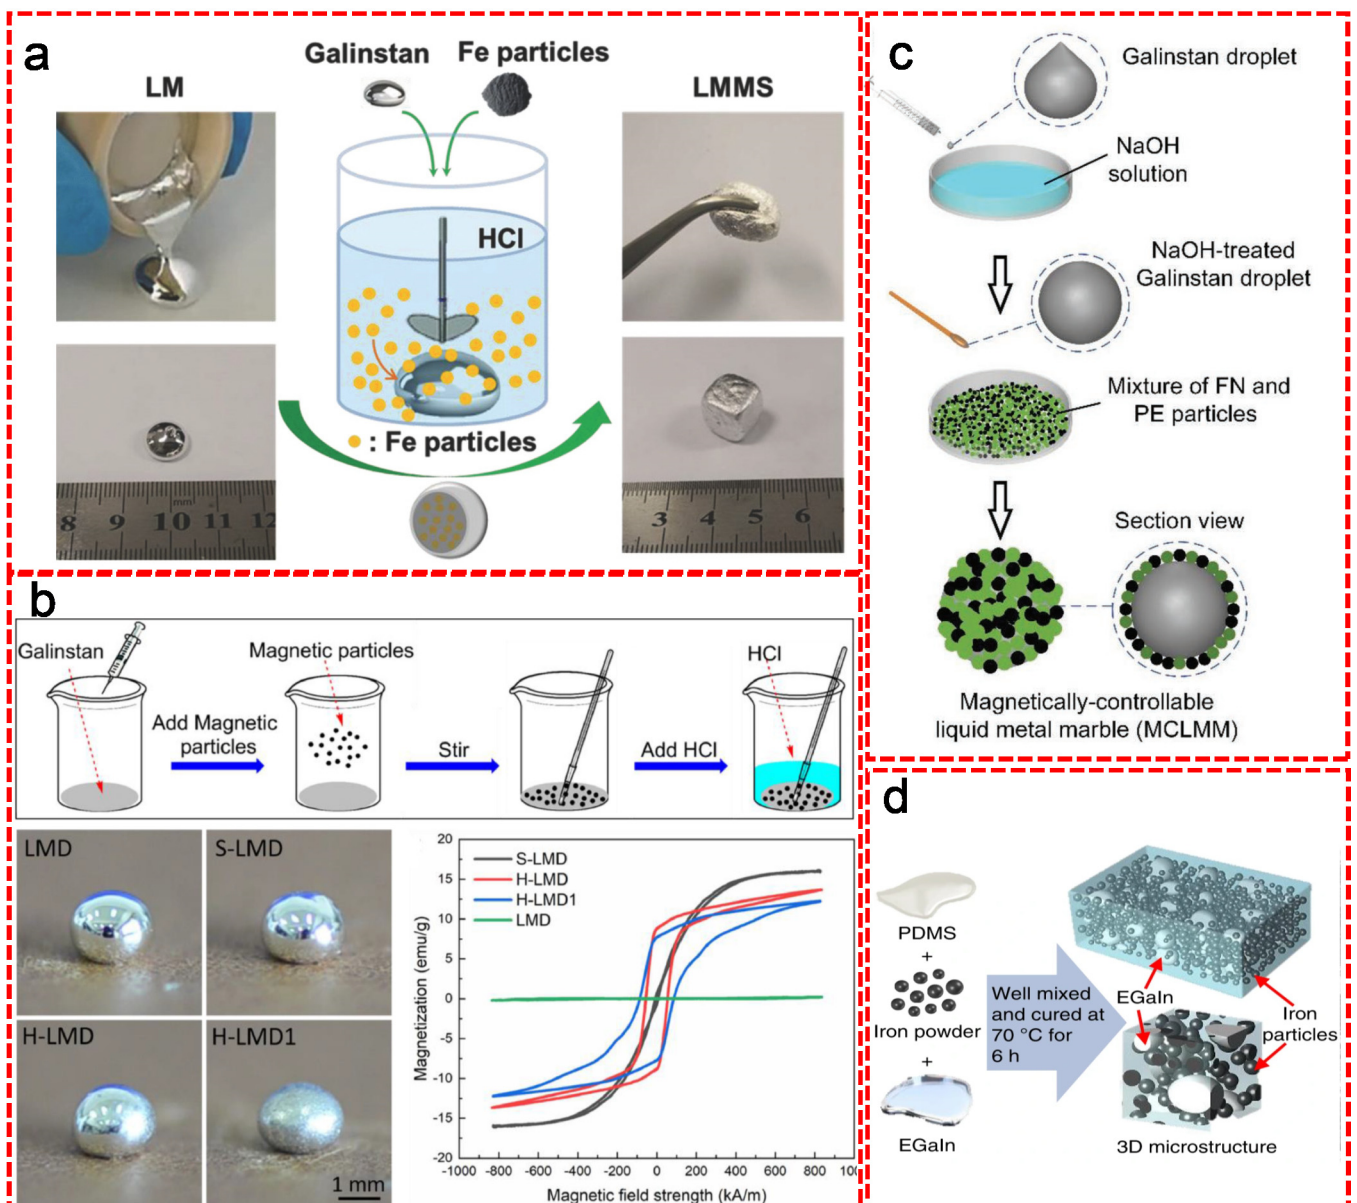 a
Galinstan
Fe particles
LM
LMMS
HCl
: Fe particles
mm
8 9 10 11 12
3 4 5 6
b
Galinstan
Magnetic particles
HCl
Add Magnetic
particles
Stir
Add HCl
LMD
S-LMD
H-LMD
H-LMD1
1 mm
S-LMD
H-LMD
H-LMD1
LMD
Magnetization (emu/g)
20
15
10
5
0
-5
-10
-15
-20
-1000 -800 -600 -400 -200 0 200 400 600 800 100
Magnetic field strength (kA/m)
c
Galinstan droplet
NaOH
solution
NaOH-treated
Galinstan droplet
Mixture of FN and
PE particles
Section view
Magnetically-controllable
liquid metal marble (MCLMM)
d
PDMS
+
Iron powder
+
EGaIn
Well mixed
and cured at
70 °C for
6 h
EGaIn
Iron
particles
3D microstructure